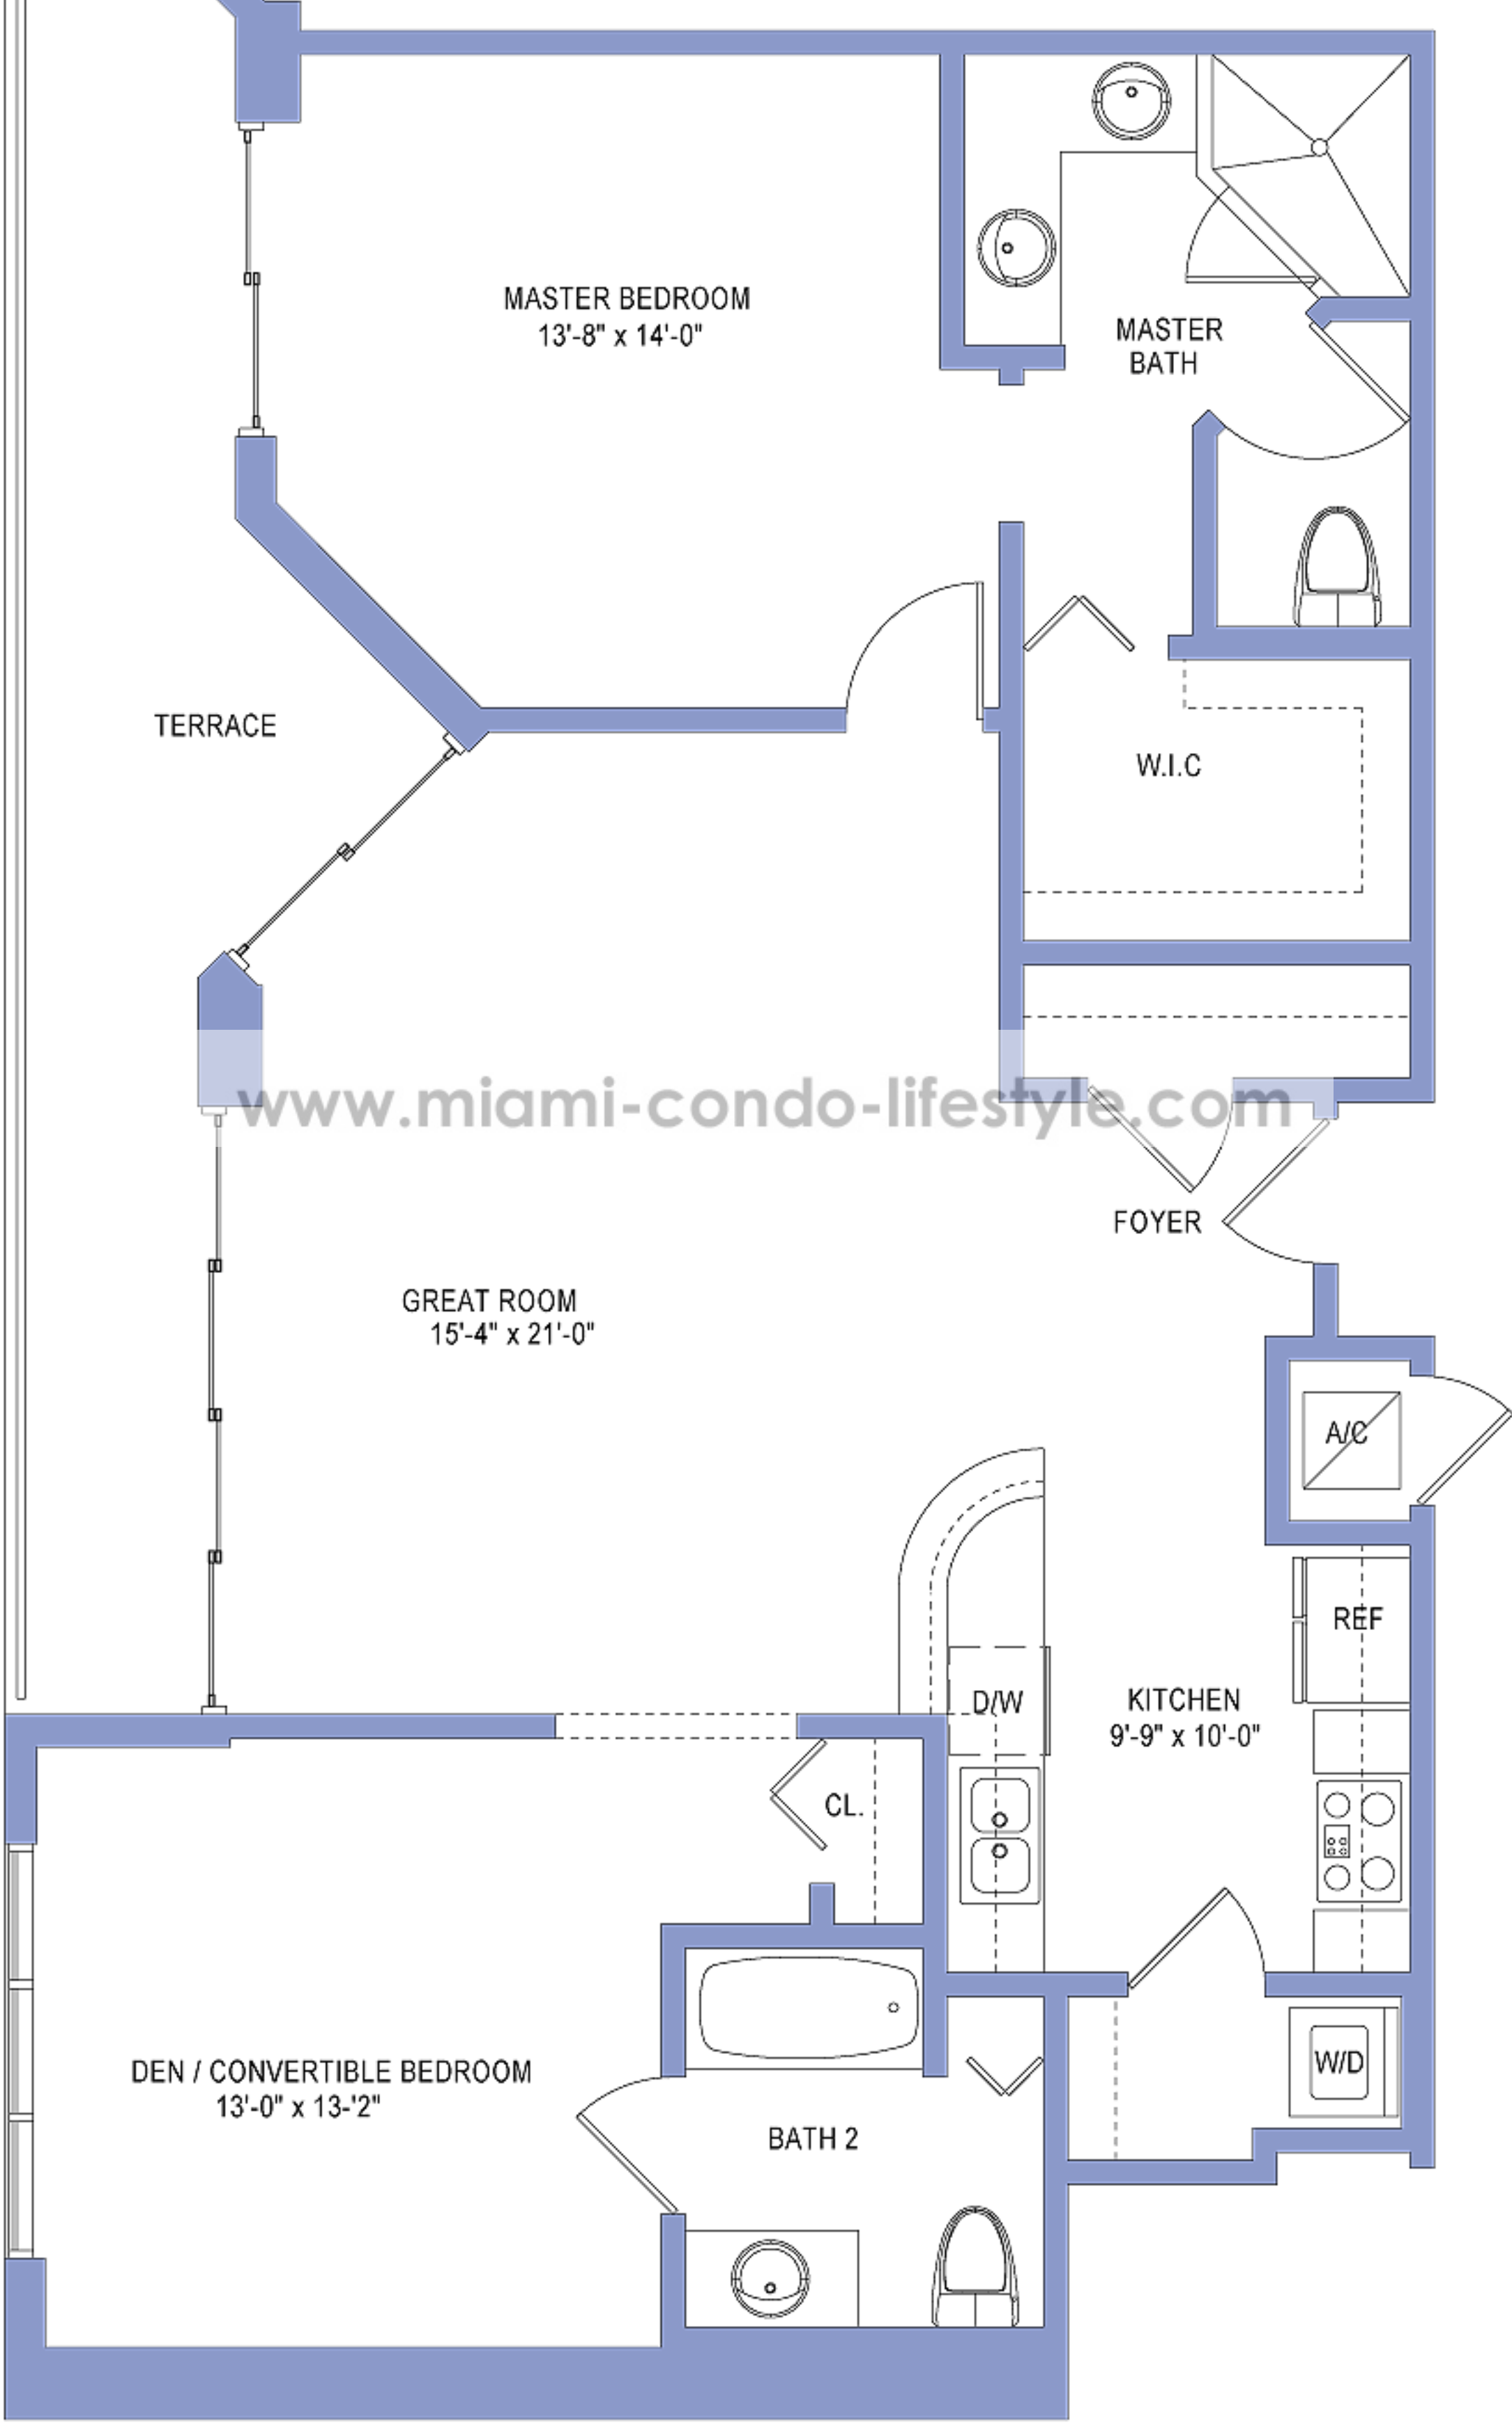 MASTER BEDROOM
13'-8" x 14'-0"
MASTER
BATH
TERRACE
W.I.C
www.miami-condo-lifestyle.com
FOYER
GREAT ROOM
15'-4" x 21'-0"
A/C
REF
D/W
KITCHEN
9'-9" x 10'-0"
CL.
DEN / CONVERTIBLE BEDROOM
13'-0" x 13-'2"
W/D
BATH 2